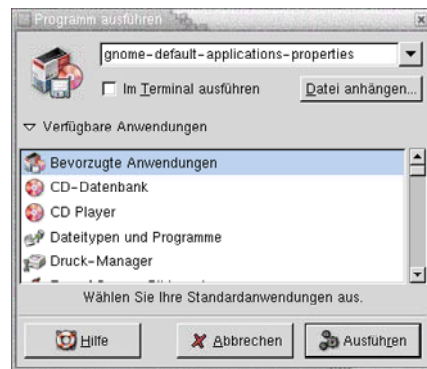 Programm ausführen
gnome-default-applications-properties
Im Terminal ausführen
Datei anhängen...
Verfügbare Anwendungen
Bevorzugte Anwendungen
CD-Datenbank
CD Player
Dateitypen und Programme
Druck-Manager
Wählen Sie Ihre Standardanwendungen aus.
Hilfe
Abbrechen
Ausführen